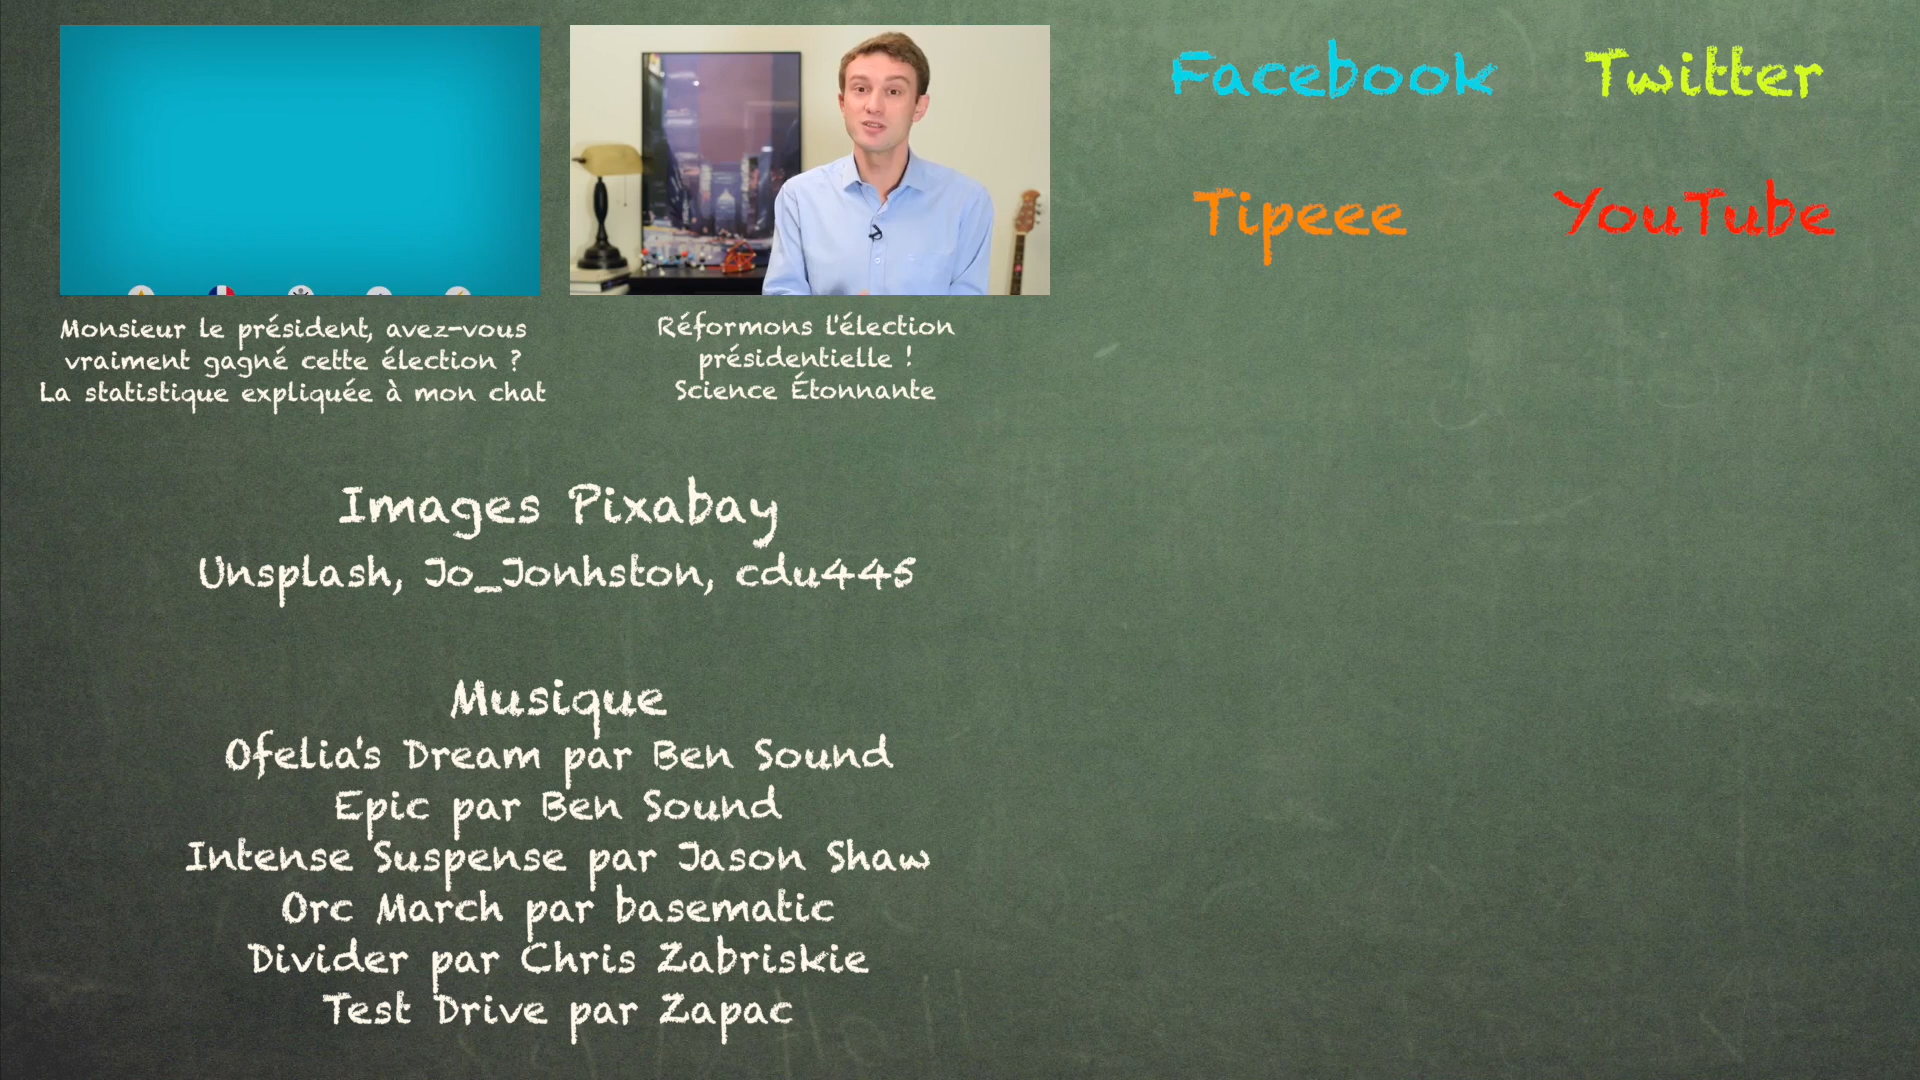 Facebook
Twitter
Tipeee
YouTube
Monsieur le président, avez-vous
vraiment gagné cette élection ?
La statistique expliquée à mon chat
Réformons l'élection
présidentielle !
Science Étonnante
Images Pixabay
Unsplash, Jo_Jonhston, cdu445
Musique
Ofelia's Dream par Ben Sound
Epic par Ben Sound
Intense Suspense par Jason Shaw
Orc March par basematic
Divider par Chris Zabriskie
Test Drive par Zapac